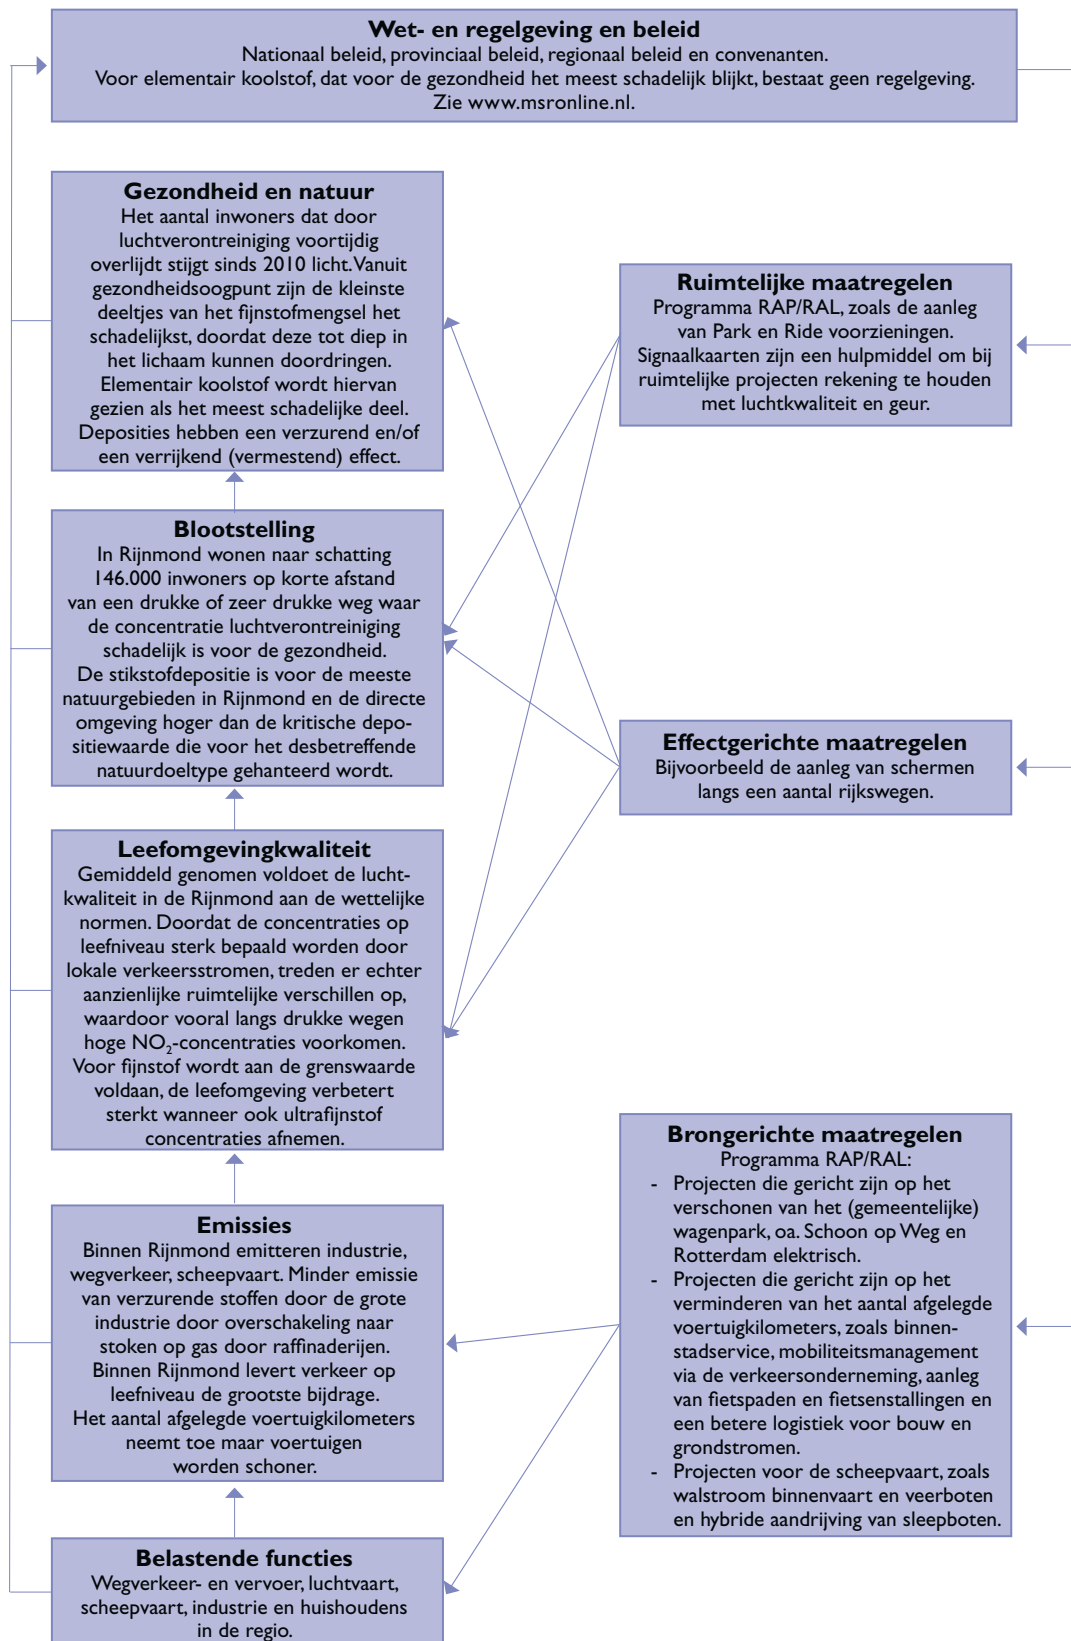 Wet- en regelgeving en beleid
Nationaal beleid, provinciaal beleid, regionaal beleid en convenanten.
Voor elementair koolstof, dat voor de gezondheid het meest schadelijk blijkt, bestaat geen regelgeving.
Zie www.msronline.nl.
Gezondheid en natuur
Het aantal inwoners dat door
luchtverontreiniging voortijdig
overlijdt stijgt sinds 2010 licht. Vanuit
gezondheidsoogpunt zijn de kleinste
deeltjes van het fijnstofmengsel het
schadelijkst, doordat deze tot diep in
het lichaam kunnen doordringen.
Elementair koolstof wordt hiervan
gezien als het meest schadelijke deel.
Deposities hebben een verzurend en/of
een verrijkend (vermestend) effect.
Blootstelling
In Rijnmond wonen naar schatting
146.000 inwoners op korte afstand
van een drukke of zeer drukke weg waar
de concentratie luchtverontreiniging
schadelijk is voor de gezondheid.
De stikstofdepositie is voor de meeste
natuurgebieden in Rijnmond en de directe
omgeving hoger dan de kritische depo-
sitiewaarde die voor het desbetreffende
natuurdoeltype gehanteerd wordt.
Leefomgevingkwaliteit
Gemiddeld genomen voldoet de lucht-
kwaliteit in de Rijnmond aan de wettelijke
normen. Doordat de concentraties op
leefniveau sterk bepaald worden door
lokale verkeersstromen, treden er echter
aanzienlijke ruimtelijke verschillen op,
waardoor vooral langs drukke wegen
hoge NO₂-concentraties voorkomen.
Voor fijnstof wordt aan de grenswaarde
voldaan, de leefomgeving verbetert
sterkt wanneer ook ultrafijnstof
concentraties afnemen.
Emissies
Binnen Rijnmond emitteren industrie,
wegverkeer, scheepvaart. Minder emissie
van verzurende stoffen door de grote
industrie door overschakeling naar
stoken op gas door raffinaderijen.
Binnen Rijnmond levert verkeer op
leefniveau de grootste bijdrage.
Het aantal afgelegde voertuigkilometers
neemt toe maar voertuigen
worden schoner.
Belastende functies
Wegverkeer- en vervoer, luchtvaart,
scheepvaart, industrie en huishoudens
in de regio.
Ruimtelijke maatregelen
Programma RAP/RAL, zoals de aanleg
van Park en Ride voorzieningen.
Signaalkaarten zijn een hulpmiddel om bij
ruimtelijke projecten rekening te houden
met luchtkwaliteit en geur.
Effectgerichte maatregelen
Bijvoorbeeld de aanleg van schermen
langs een aantal rijkswegen.
Brongerichte maatregelen
Programma RAP/RAL:
- Projecten die gericht zijn op het
verschonen van het (gemeentelijke)
wagenpark, oa. Schoon op Weg en
Rotterdam elektrisch.
- Projecten die gericht zijn op het
verminderen van het aantal afgelegde
voertuigkilometers, zoals binnen-
stadservice, mobiliteitsmanagement
via de verkeersonderneming, aanleg
van fietspaden en fietsenstallingen en
een betere logistiek voor bouw en
grondstromen.
- Projecten voor de scheepvaart, zoals
walstroom binnenvaart en veerboten
en hybride aandrijving van sleepboten.